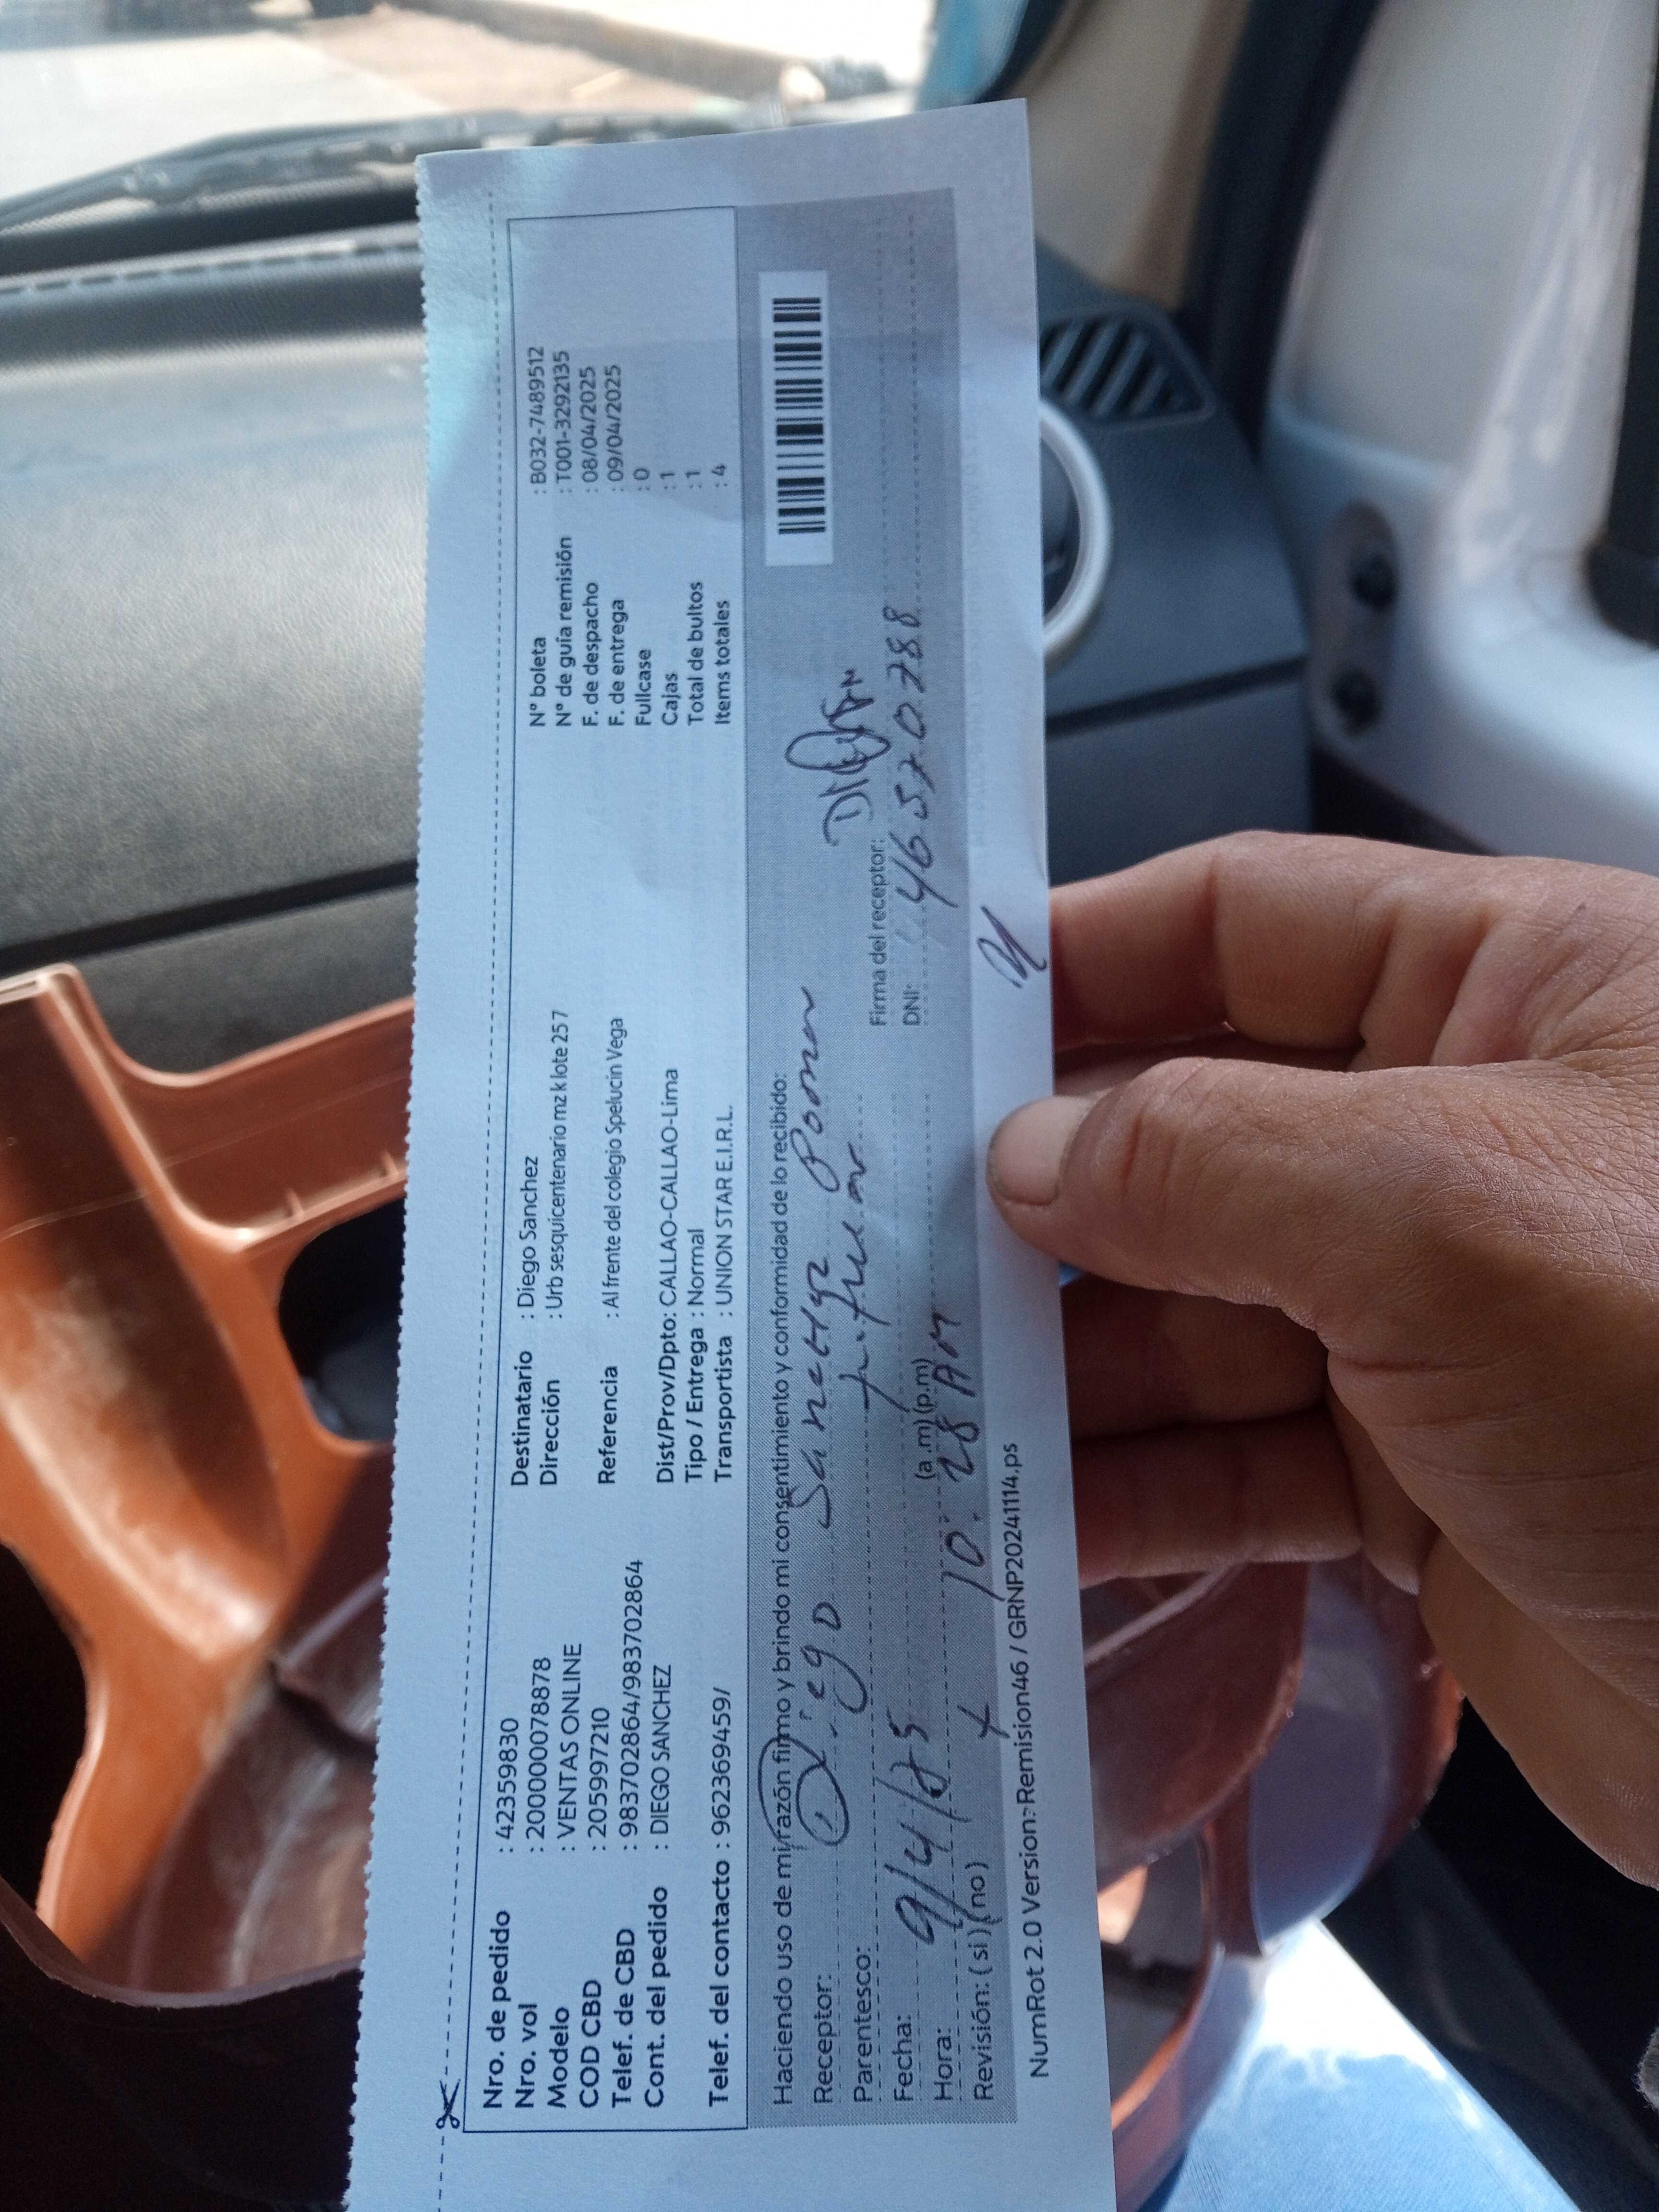 Nro. de pedido : 42359830
Nro. vol : 20000078878
Modelo : VENTAS ONLINE
COD CBD : 205997210
Telef. de CBD : 983702864/983702864
Cont. del pedido : DIEGO SANCHEZ
Telef. del contacto : 962369459/
Destinatario : Diego Sanchez
Dirección : Urb sesquicentenario mz k lote 257
Referencia : Al frente del colegio Spelucin Vega
Dist/Prov/Dpto: CALLAO-CALLAO-Lima
Tipo / Entrega : Normal
Transportista : UNION STAR E.I.R.L.
N° boleta : B032-7489512
N° de guía remisión : T001-3292135
F. de despacho : 08/04/2025
F. de entrega : 09/04/2025
Fullcase : 0
Cajas : 1
Total de bultos : 1
Items totales : 4
Haciendo uso de mi razón firmo y brindo mi consentimiento y conformidad de lo recibido:
Receptor: Diego Sanchez Poma
Parentesco: titular
Fecha: 9/4/25
Hora: 10:28 AM (a.m) (p.m)
Revisión: ( si ) (no) x
Firma del receptor:
DNI: 46570788
NumRot 2.0 Version: Remision46 / GRNP20241114.ps